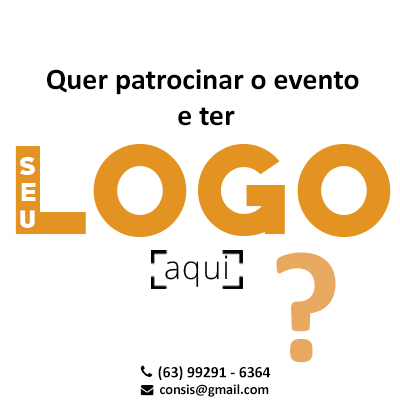 Quer patrocinar o evento
e ter
SEU
LOGO
[aqui]
?
(63) 99291 - 6364
consis@gmail.com